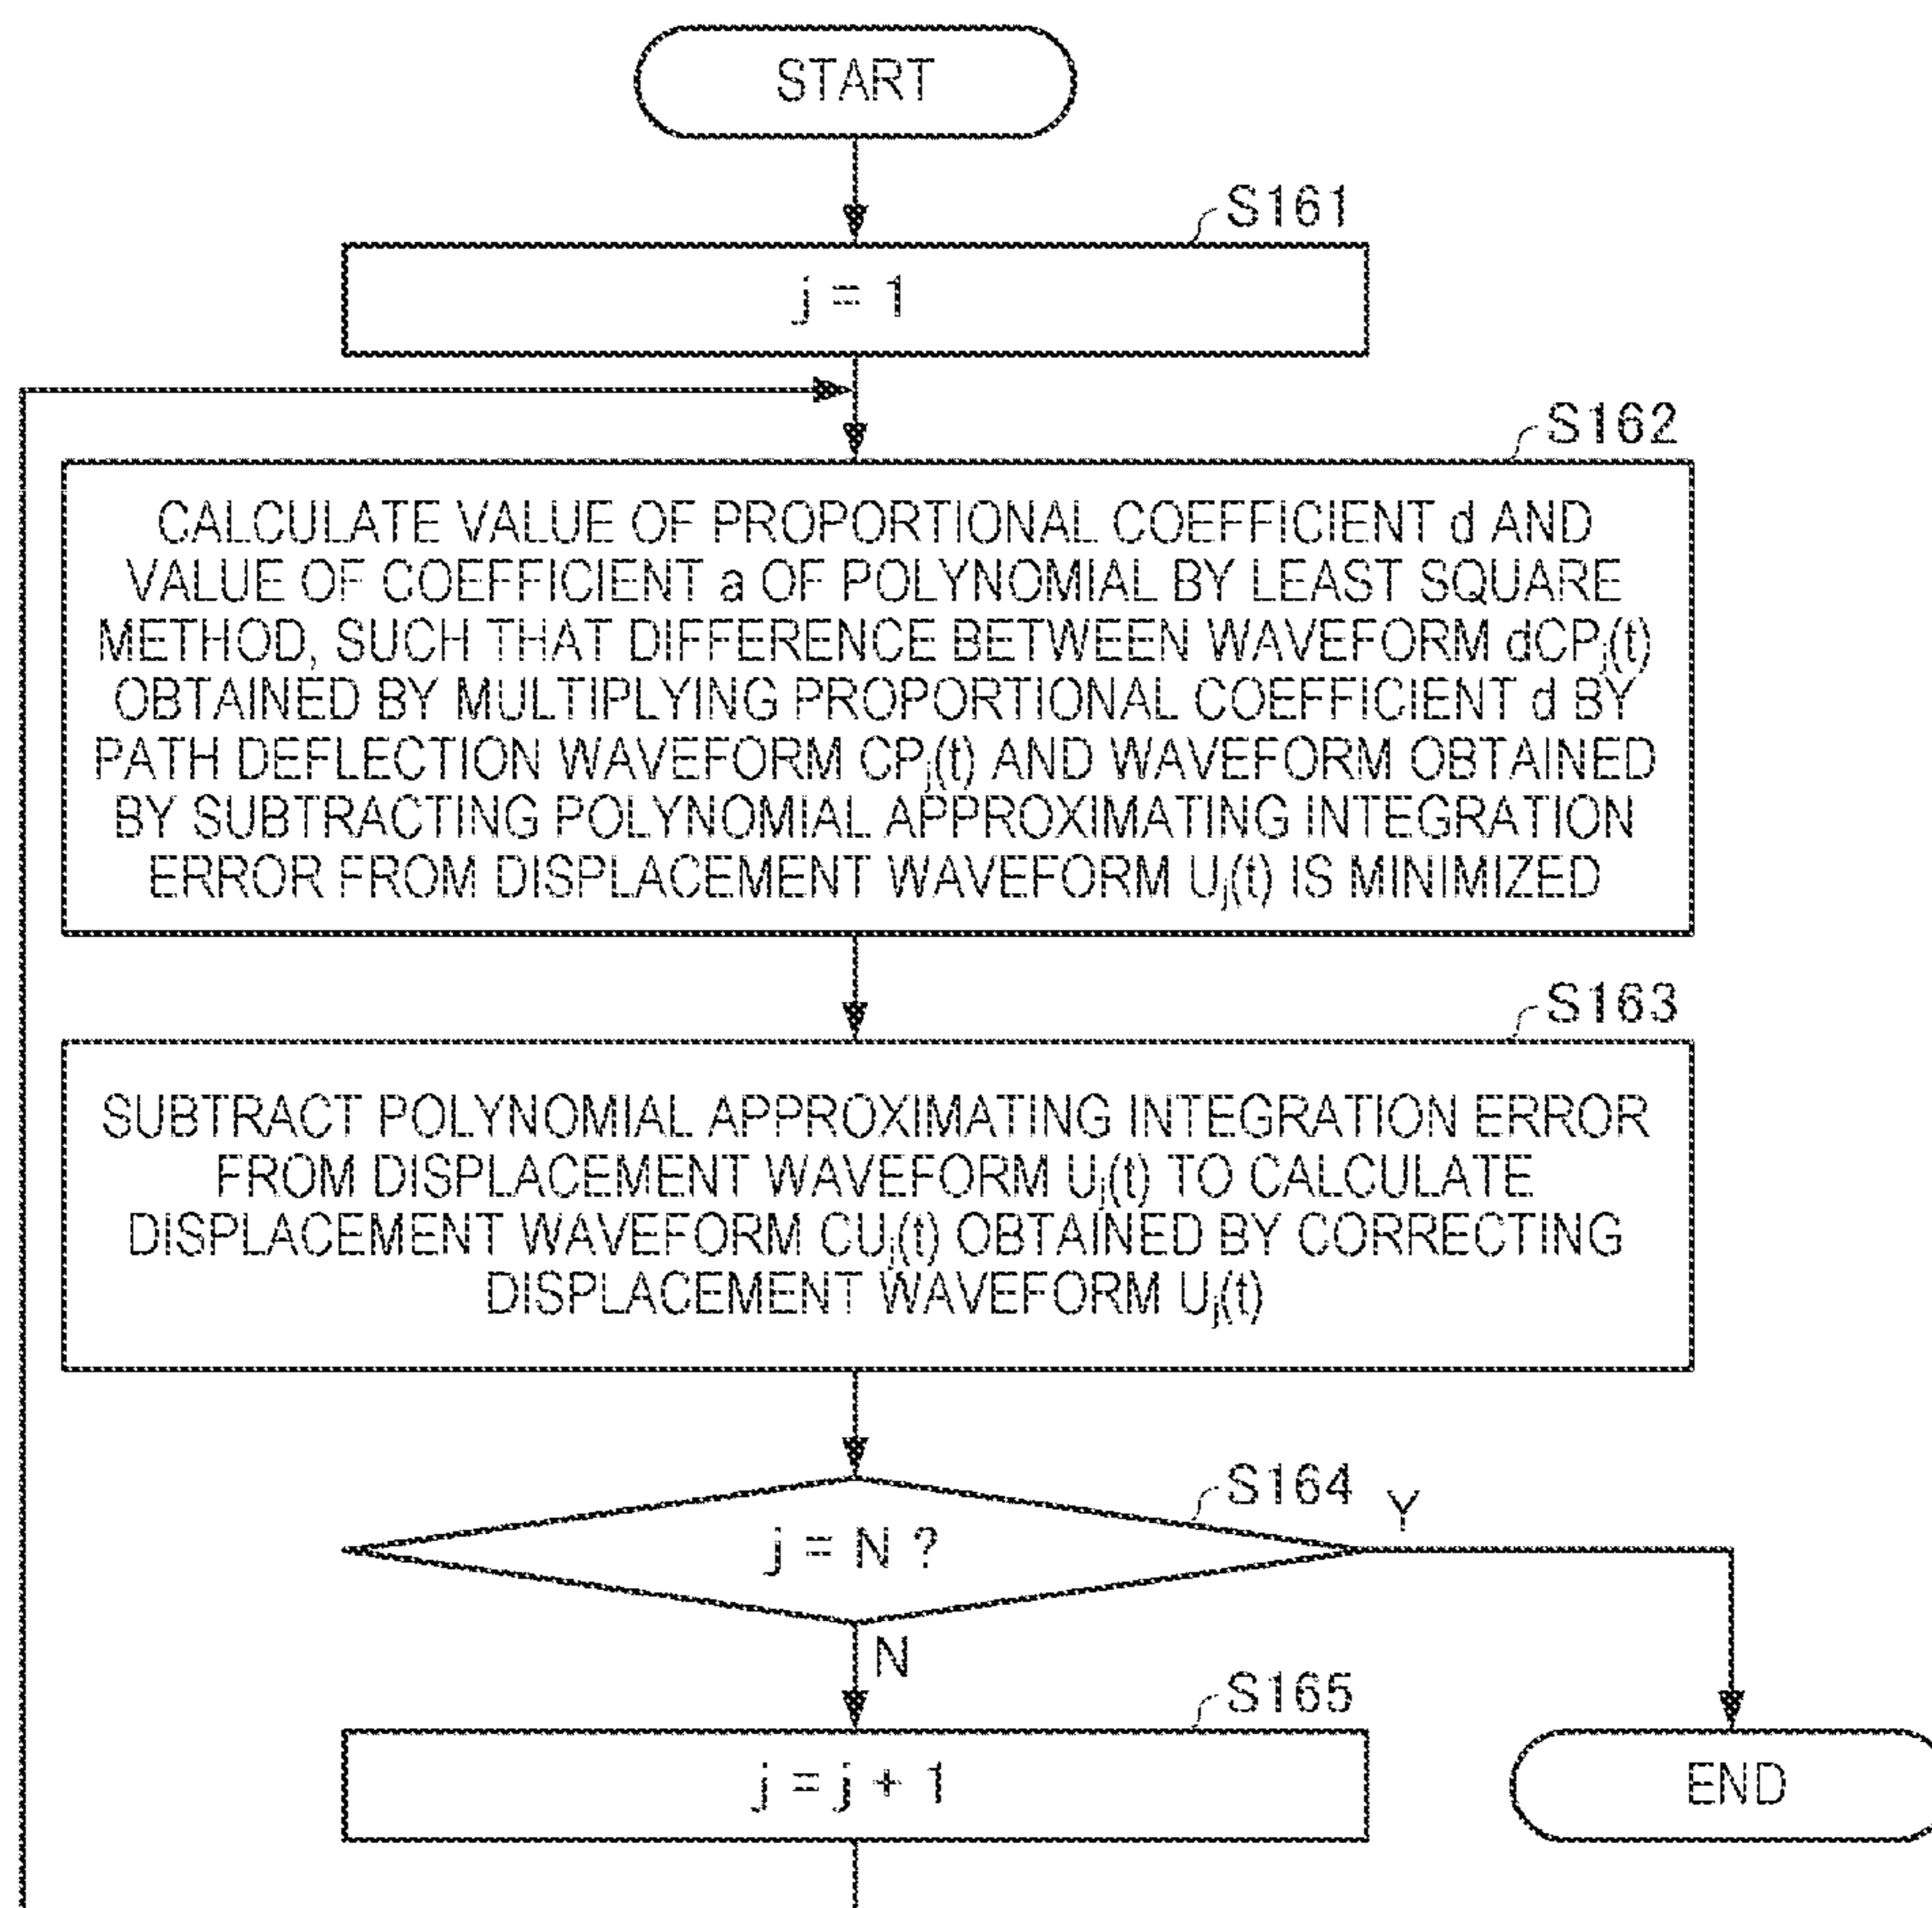 START
S161
j = 1
S162
CALCULATE VALUE OF PROPORTIONAL COEFFICIENT d AND
VALUE OF COEFFICIENT a OF POLYNOMIAL BY LEAST SQUARE
METHOD, SUCH THAT DIFFERENCE BETWEEN WAVEFORM dCPj(t)
OBTAINED BY MULTIPLYING PROPORTIONAL COEFFICIENT d BY
PATH DEFLECTION WAVEFORM CPj(t) AND WAVEFORM OBTAINED
BY SUBTRACTING POLYNOMIAL APPROXIMATING INTEGRATION
ERROR FROM DISPLACEMENT WAVEFORM Uj(t) IS MINIMIZED
S163
SUBTRACT POLYNOMIAL APPROXIMATING INTEGRATION ERROR
FROM DISPLACEMENT WAVEFORM Uj(t) TO CALCULATE
DISPLACEMENT WAVEFORM CUj(t) OBTAINED BY CORRECTING
DISPLACEMENT WAVEFORM Uj(t)
S164
Y
j = N ?
N
S165
j = j + 1
END